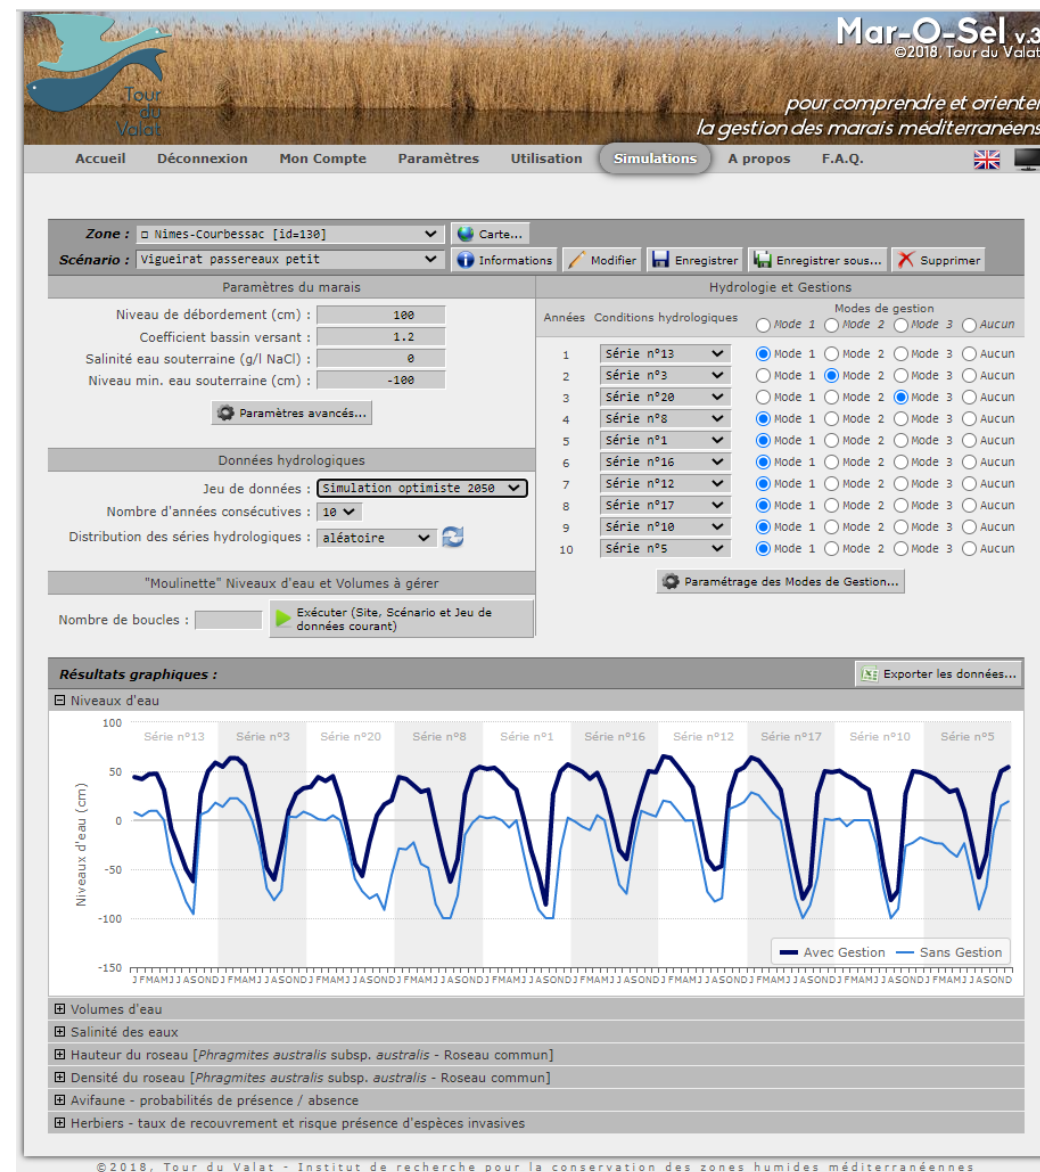 Mar-O-Sel v.3
©2018, Tour du Valat
Tour
du
Valat
pour comprendre et orienter
la gestion des marais méditerranéens
Accueil Déconnexion Mon Compte Paramètres Utilisation Simulations A propos F.A.Q.
Zone : □ Nimes-Courbessac [id=130] Carte...
Scénario : Vigueirat passereaux petit Informations Modifier Enregistrer Enregistrer sous... Supprimer
Paramètres du marais
Niveau de débordement (cm) : 100
Coefficient bassin versant : 1.2
Salinité eau souterraine (g/l NaCl) : 0
Niveau min. eau souterraine (cm) : -100
Paramètres avancés...
Données hydrologiques
Jeu de données : Simulation optimiste 2050
Nombre d'années consécutives : 10
Distribution des séries hydrologiques : aléatoire
"Moulinette" Niveaux d'eau et Volumes à gérer
Nombre de boucles : Exécuter (Site, Scénario et Jeu de
données courant)
Hydrologie et Gestions
Années Conditions hydrologiques Modes de gestion
Mode 1 Mode 2 Mode 3 Aucun
1 Série n°13 Mode 1 Mode 2 Mode 3 Aucun
2 Série n°3 Mode 1 Mode 2 Mode 3 Aucun
3 Série n°20 Mode 1 Mode 2 Mode 3 Aucun
4 Série n°8 Mode 1 Mode 2 Mode 3 Aucun
5 Série n°1 Mode 1 Mode 2 Mode 3 Aucun
6 Série n°16 Mode 1 Mode 2 Mode 3 Aucun
7 Série n°12 Mode 1 Mode 2 Mode 3 Aucun
8 Série n°17 Mode 1 Mode 2 Mode 3 Aucun
9 Série n°10 Mode 1 Mode 2 Mode 3 Aucun
10 Série n°5 Mode 1 Mode 2 Mode 3 Aucun
Paramétrage des Modes de Gestion...
Résultats graphiques : Exporter les données...
Niveaux d'eau
Niveaux d'eau (cm)
100
50
0
-50
-100
-150
Série n°13 Série n°3 Série n°20 Série n°8 Série n°1 Série n°16 Série n°12 Série n°17 Série n°10 Série n°5
Avec Gestion Sans Gestion
JFMAMJJASONDJFMAMJJASONDJFMAMJJASONDJFMAMJJASONDJFMAMJJASONDJFMAMJJASONDJFMAMJJASONDJFMAMJJASONDJFMAMJJASONDJFMAMJJASOND
Volumes d'eau
Salinité des eaux
Hauteur du roseau [Phragmites australis subsp. australis - Roseau commun]
Densité du roseau [Phragmites australis subsp. australis - Roseau commun]
Avifaune - probabilités de présence / absence
Herbiers - taux de recouvrement et risque présence d'espèces invasives
©2018, Tour du Valat - Institut de recherche pour la conservation des zones humides méditerranéennes